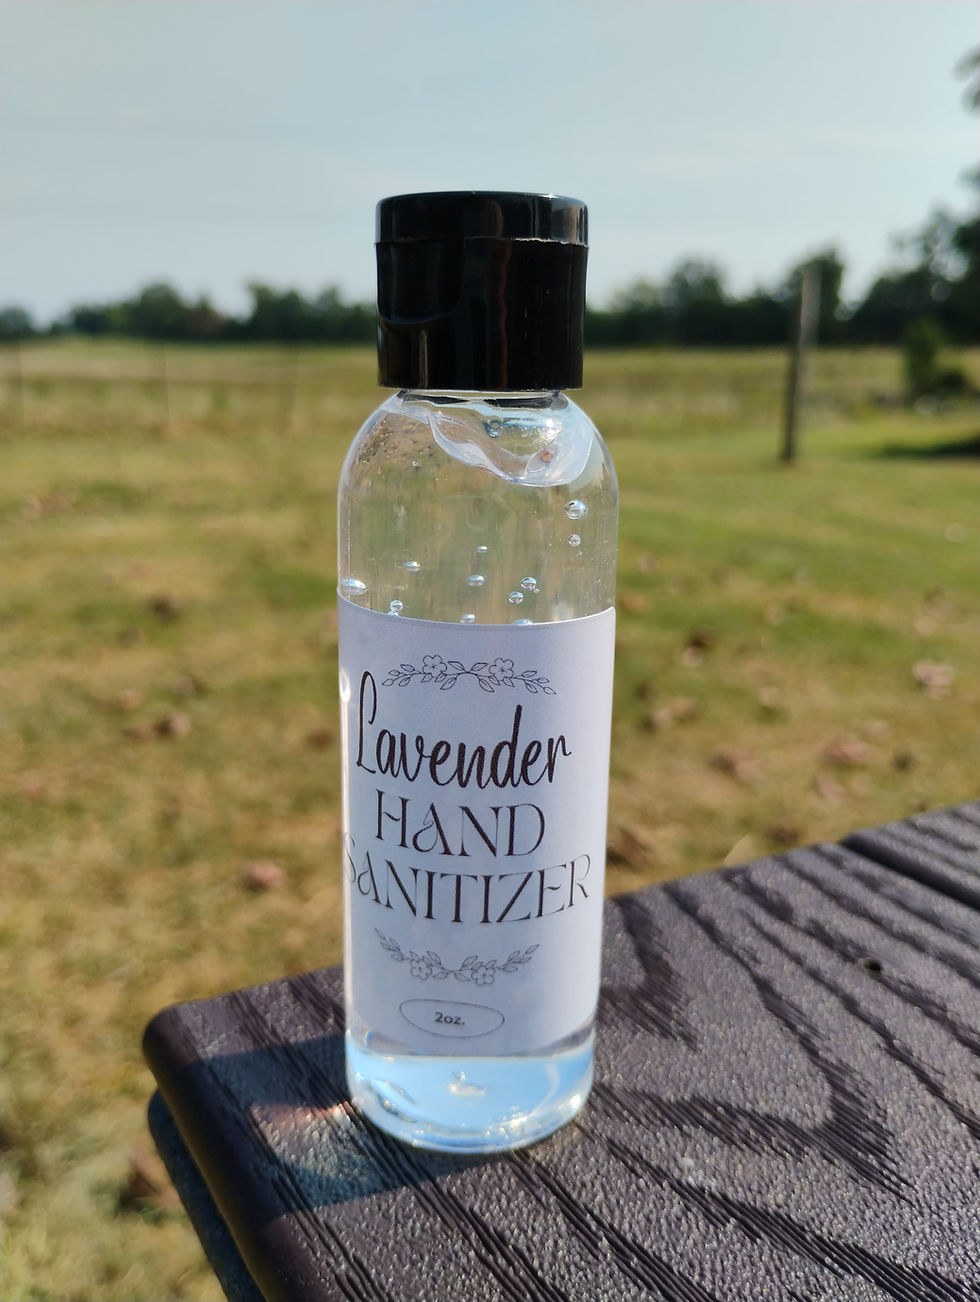 Lavender
HAND
SANITIZER
2oz.